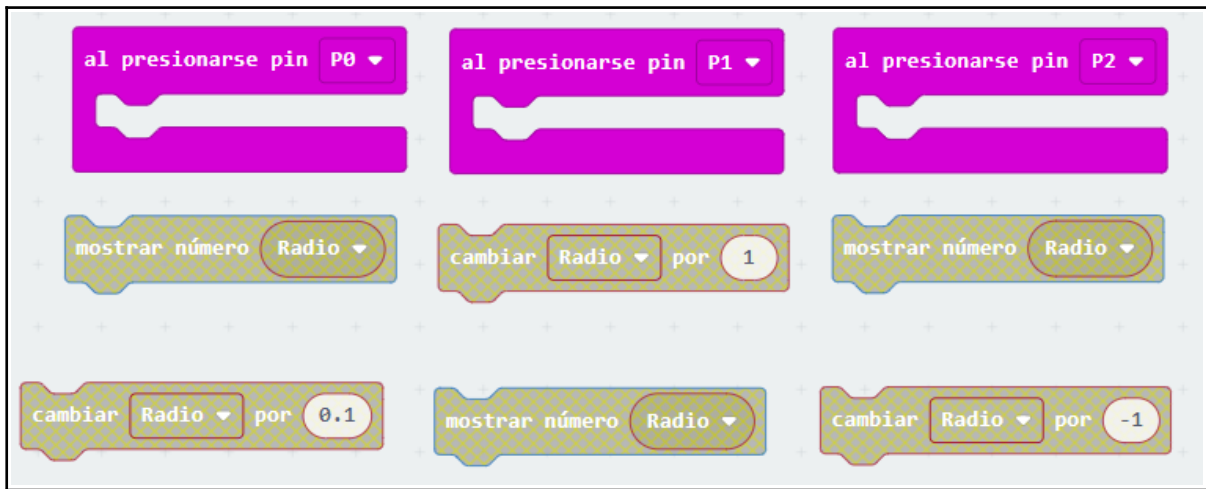 al presionarse pin P0
al presionarse pin P1
al presionarse pin P2
mostrar número Radio
cambiar Radio por 1
mostrar número Radio
cambiar Radio por 0.1
mostrar número Radio
cambiar Radio por -1